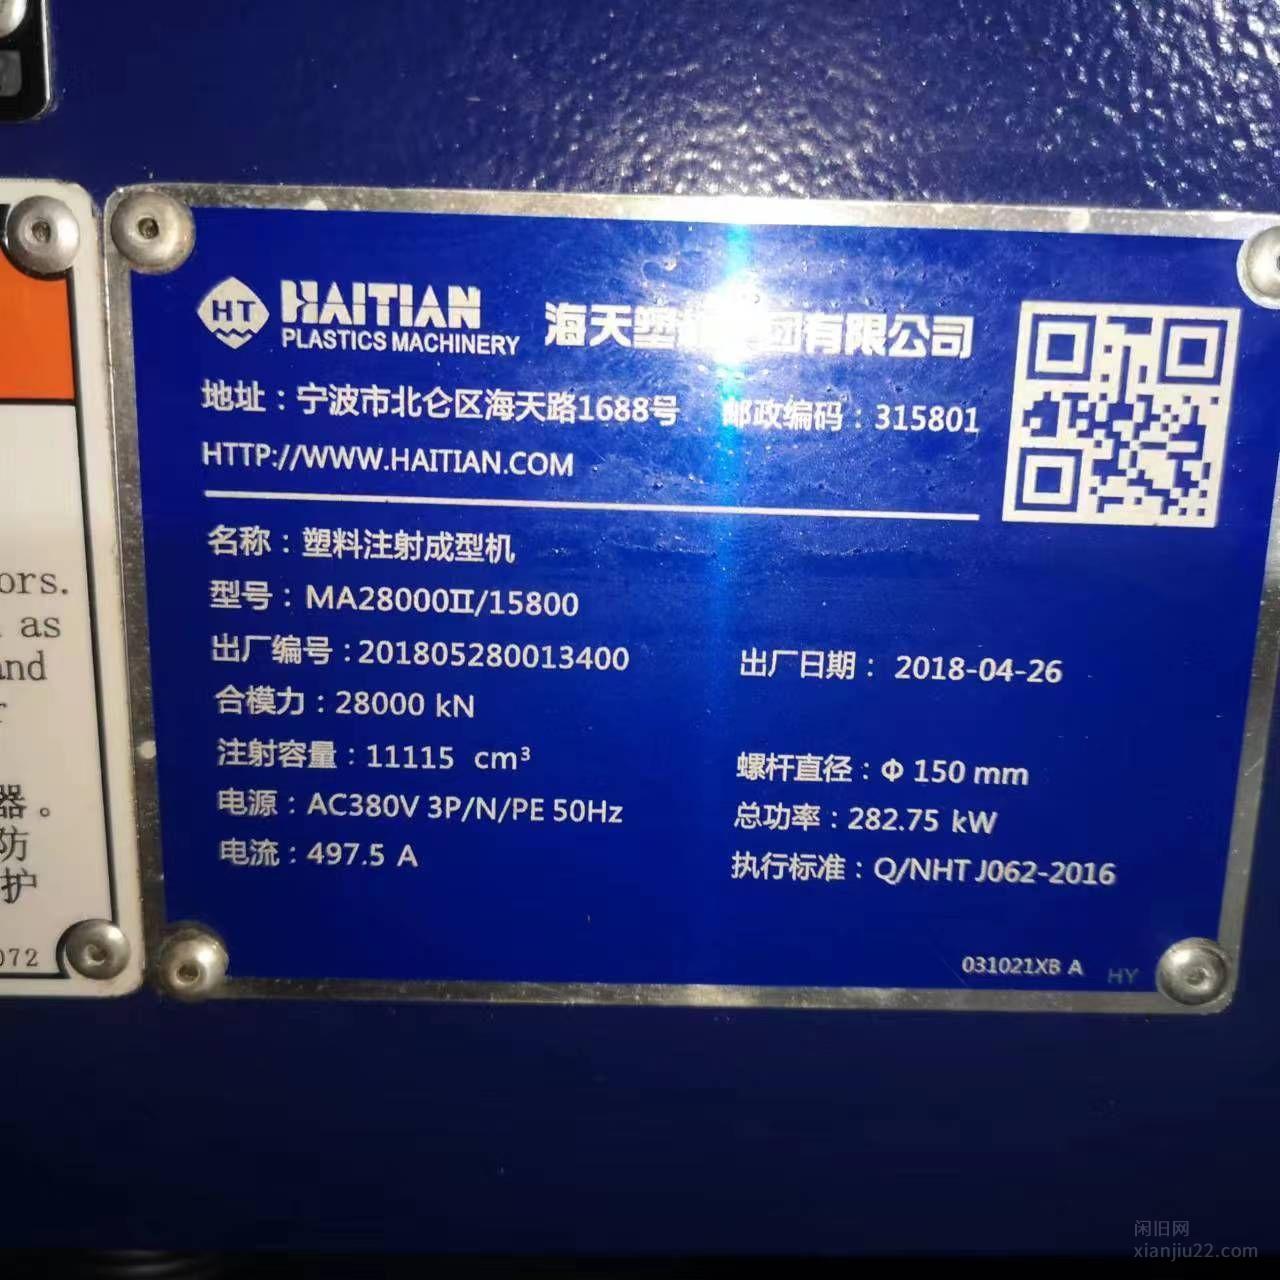 HT HAITIAN
PLASTICS MACHINERY
海天塑机集团有限公司
地址：宁波市北仑区海天路1688号 邮政编码：315801
HTTP://WWW.HAITIAN.COM
名称：塑料注射成型机
型号：MA28000Ⅱ/15800
出厂编号：201805280013400 出厂日期：2018-04-26
合模力：28000 kN
注射容量：11115 cm³ 螺杆直径：Φ 150 mm
电源：AC380V 3P/N/PE 50Hz 总功率：282.75 kW
电流：497.5 A 执行标准：Q/NHT J062-2016
031021XB A HY
ors.
as
and
器。
防
护
072
闲旧网
xianjiu22.com